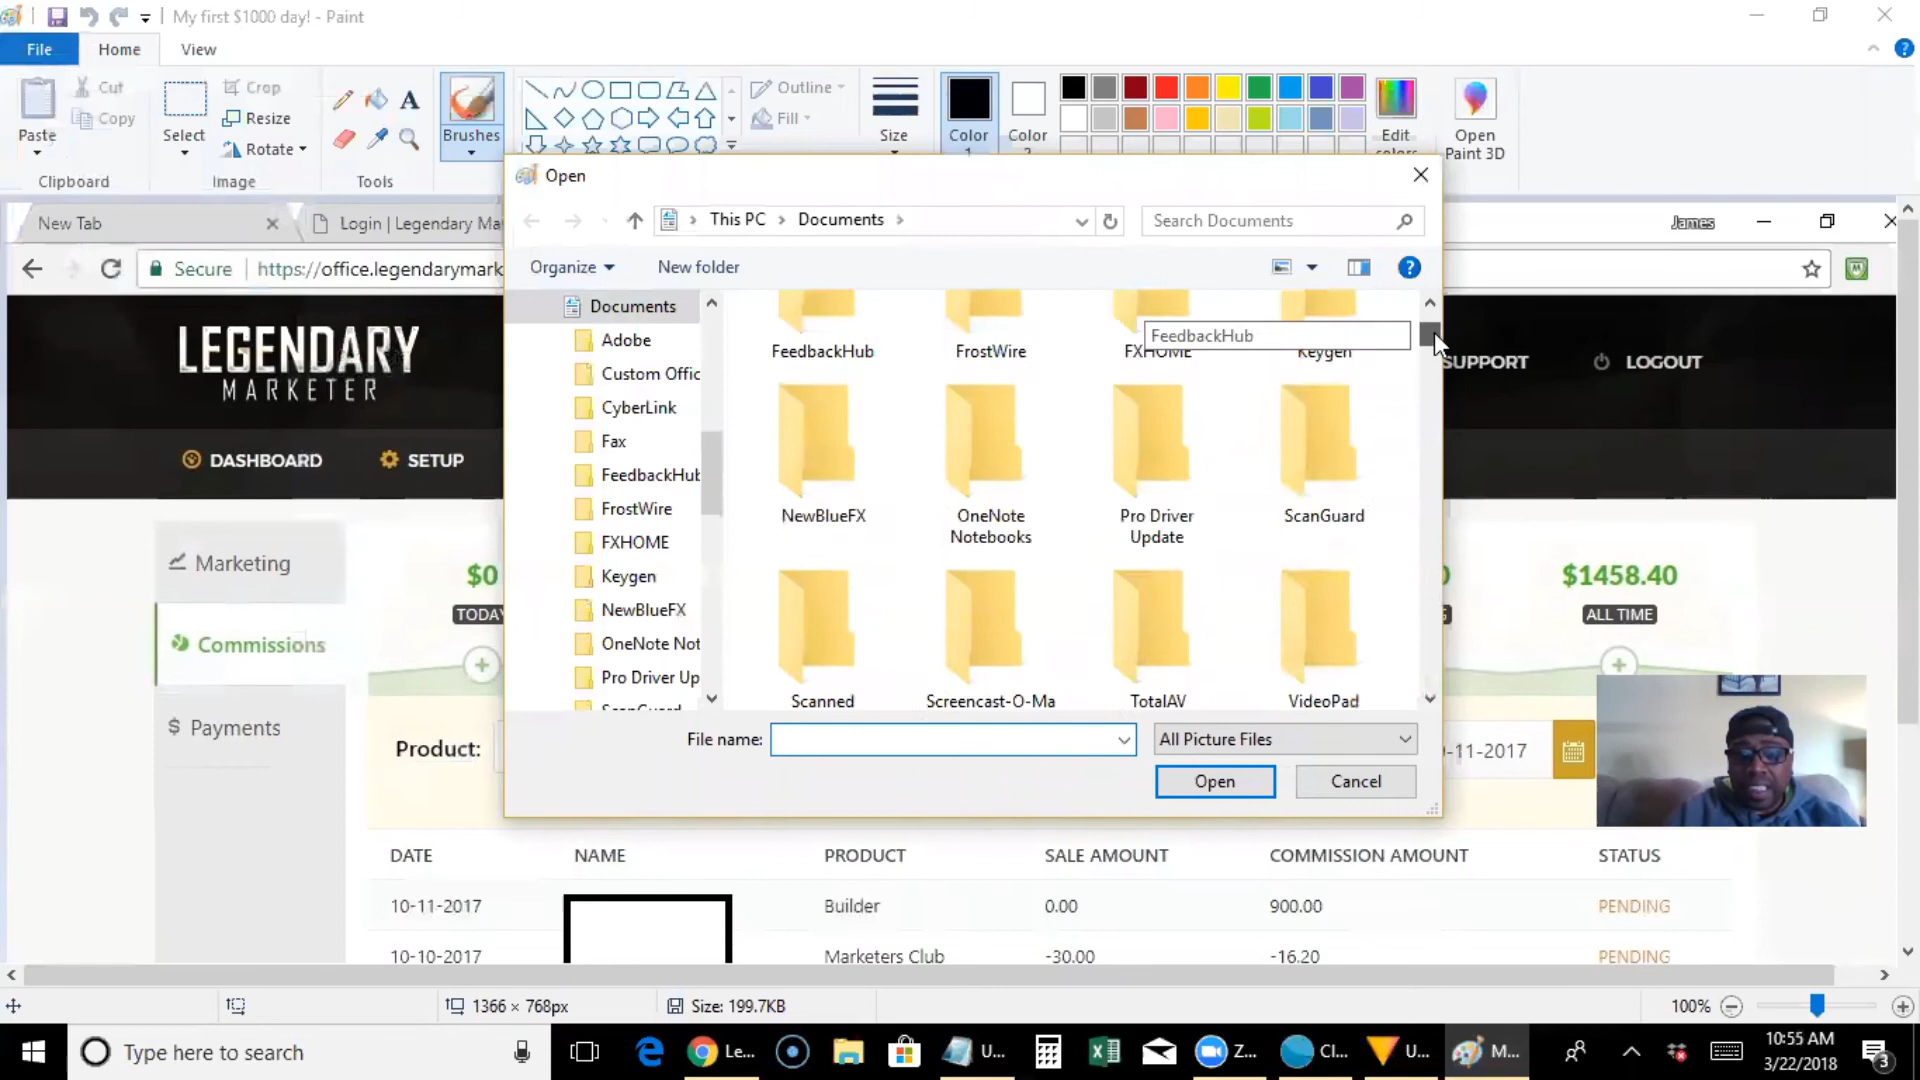 My first $1000 day! - Paint
File
Home
View
Paste
Cut
Copy
Clipboard
Select
Crop
Resize
Rotate
Image
A
Tools
Brushes
Outline
Fill
Size
Color
1
Color
Edit
Open
Paint 3D
New Tab
Login | Legendary Ma
James
Secure
https://office.legendarymark
LEGENDARY
MARKETER
SUPPORT
LOGOUT
DASHBOARD
SETUP
Open
This PC
Documents
Search Documents
Organize
New folder
Documents
Adobe
Custom Offic
CyberLink
Fax
FeedbackHub
FrostWire
FXHOME
Keygen
NewBlueFX
OneNote Not
Pro Driver Up
ScanGuard
FeedbackHub
FrostWire
FXHOME
Keygen
FeedbackHub
NewBlueFX
OneNote
Notebooks
Pro Driver
Update
ScanGuard
Scanned
Screencast-O-Ma
TotalAV
VideoPad
File name:
All Picture Files
Open
Cancel
Marketing
Commissions
Payments
$0
TODAY
$1458.40
ALL TIME
Product:
-11-2017
DATE NAME PRODUCT SALE AMOUNT COMMISSION AMOUNT STATUS
10-11-2017 Builder 0.00 900.00 PENDING
10-10-2017 Marketers Club -30.00 -16.20 PENDING
1366 × 768px
Size: 199.7KB
100%
Type here to search
Le...
U...
Z...
Cl...
U...
M...
10:55 AM
3/22/2018
3